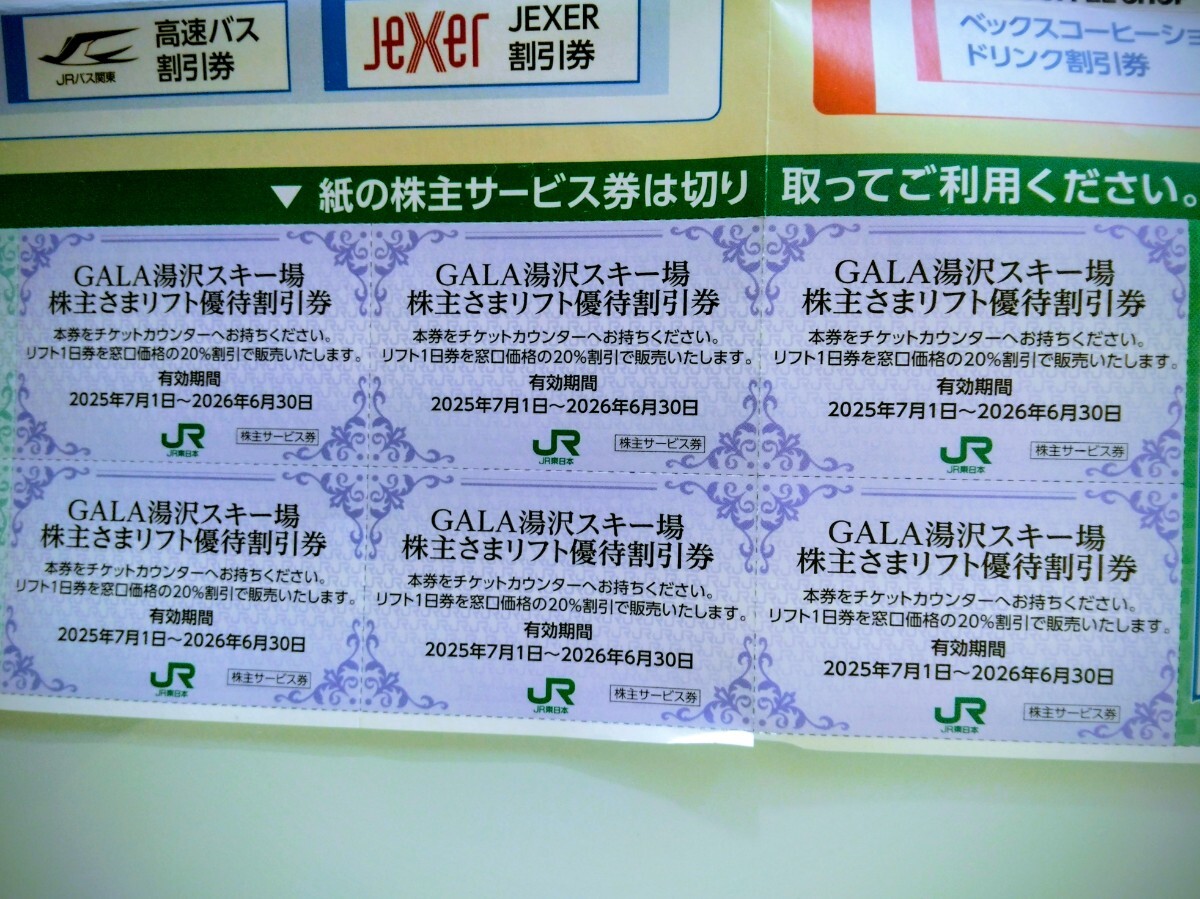 JRバス関東
高速バス
割引券
JEXER
JEXER
割引券
ベックスコーヒーショ
ドリンク割引券
▼ 紙の株主サービス券は切り取ってご利用ください。
GALA湯沢スキー場
株主さまリフト優待割引券
本券をチケットカウンターへお持ちください。
リフト1日券を窓口価格の20%割引で販売いたします。
有効期間
2025年7月1日~2026年6月30日
JR
JR東日本
株主サービス券
GALA湯沢スキー場
株主さまリフト優待割引券
本券をチケットカウンターへお持ちください。
リフト1日券を窓口価格の20%割引で販売いたします。
有効期間
2025年7月1日~2026年6月30日
JR
JR東日本
株主サービス券
GALA湯沢スキー場
株主さまリフト優待割引券
本券をチケットカウンターへお持ちください。
リフト1日券を窓口価格の20%割引で販売いたします。
有効期間
2025年7月1日~2026年6月30日
JR
JR東日本
株主サービス券
GALA湯沢スキー場
株主さまリフト優待割引券
本券をチケットカウンターへお持ちください。
リフト1日券を窓口価格の20%割引で販売いたします。
有効期間
2025年7月1日~2026年6月30日
JR
JR東日本
株主サービス券
GALA湯沢スキー場
株主さまリフト優待割引券
本券をチケットカウンターへお持ちください。
リフト1日券を窓口価格の20%割引で販売いたします。
有効期間
2025年7月1日~2026年6月30日
JR
JR東日本
株主サービス券
GALA湯沢スキー場
株主さまリフト優待割引券
本券をチケットカウンターへお持ちください。
リフト1日券を窓口価格の20%割引で販売いたします。
有効期間
2025年7月1日~2026年6月30日
JR
JR東日本
株主サービス券